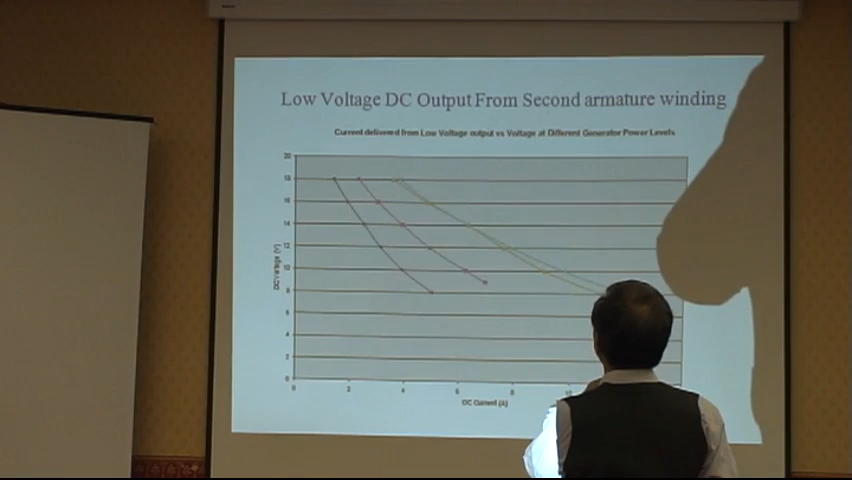 Low Voltage DC Output From Second armature winding
Current delivered from Low Voltage output vs Voltage at Different Generator Power Levels
20
18
16
14
12
10
8
6
4
2
0
DC Voltage (V)
0 2 4 6 8 10
DC Current (A)